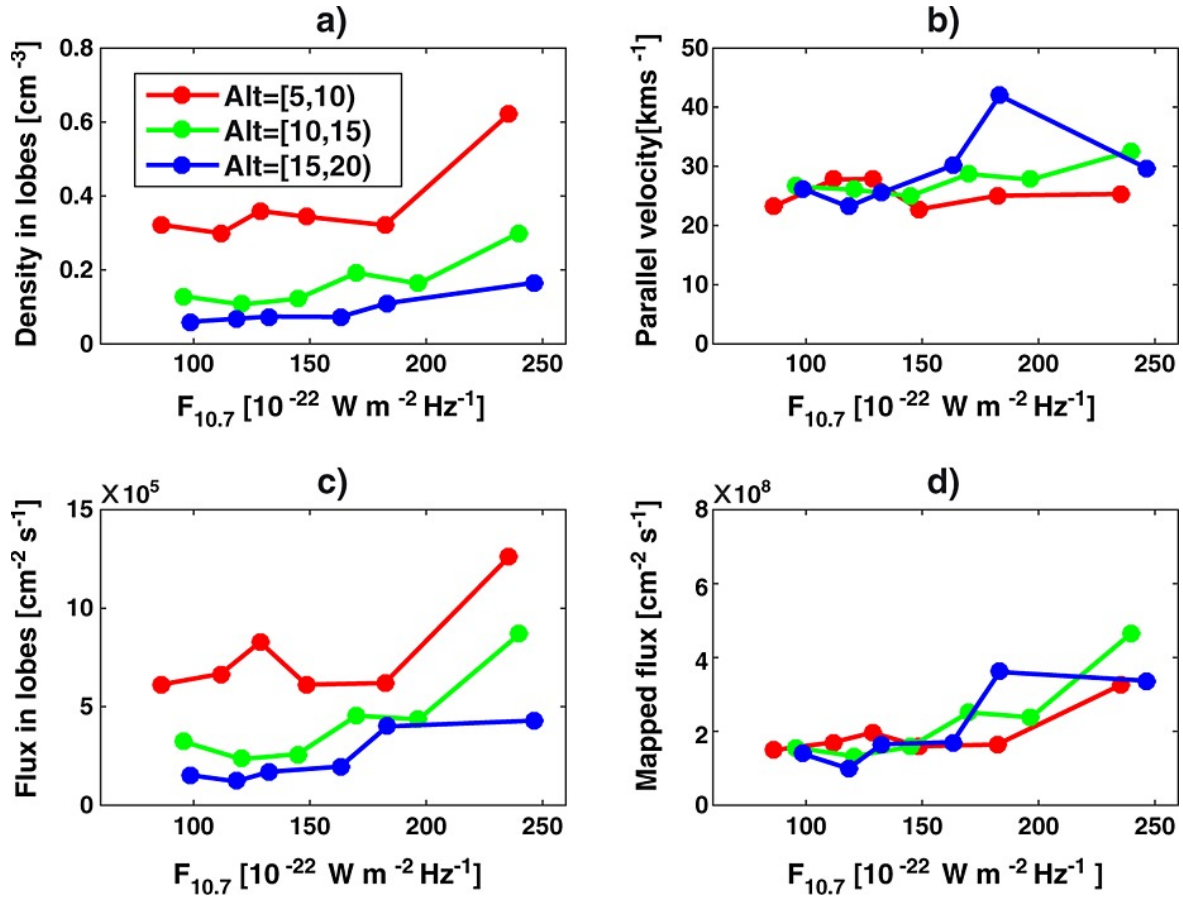 a)
Density in lobes [cm⁻³]
0.8
0.6
0.4
0.2
0
Alt=[5,10)
Alt=[10,15)
Alt=[15,20)
100 150 200 250
F₁₀.₇ [10⁻²² W m⁻² Hz⁻¹]
b)
Parallel velocity[kms⁻¹]
50
40
30
20
10
0
100 150 200 250
F₁₀.₇ [10⁻²² W m⁻² Hz⁻¹]
c)
X10⁵
Flux in lobes [cm⁻² s⁻¹]
15
10
5
0
100 150 200 250
F₁₀.₇ [10⁻²² W m⁻² Hz⁻¹]
d)
X10⁸
Mapped flux [cm⁻² s⁻¹]
8
6
4
2
0
100 150 200 250
F₁₀.₇ [10⁻²² W m⁻² Hz⁻¹ ]